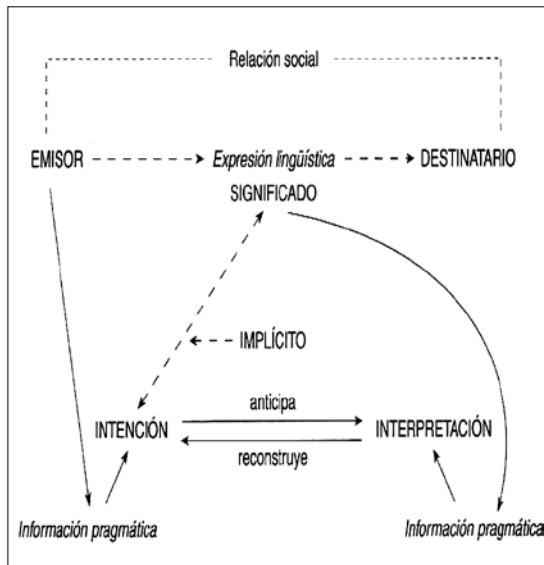 Relación social
EMISOR Expresión lingüística DESTINATARIO
SIGNIFICADO
IMPLÍCITO
anticipa
INTENCIÓN INTERPRETACIÓN
reconstruye
Información pragmática Información pragmática